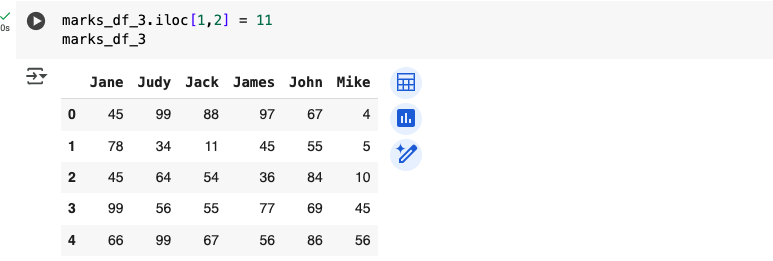 marks_df_3.iloc[1,2] = 11
0s
marks_df_3
Jane Judy Jack James John Mike
0 45 99 88 97 67 4
1 78 34 11 45 55 5
2 45 64 54 36 84 10
3 99 56 55 77 69 45
4 66 99 67 56 86 56